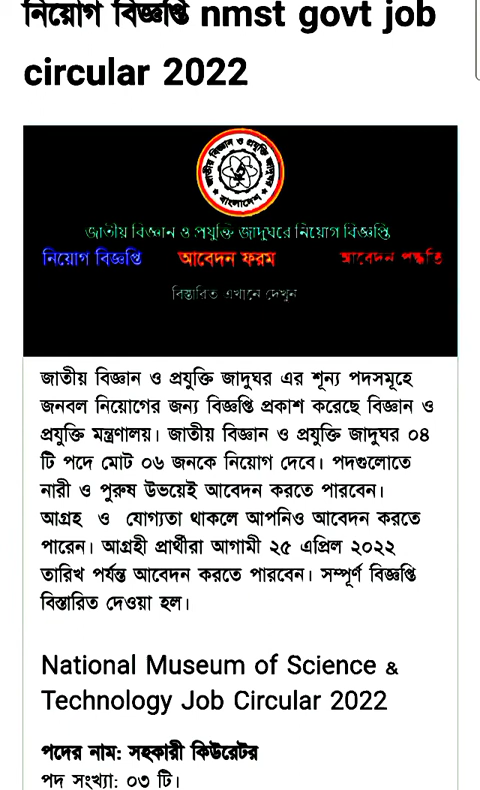 নিয়োগ বিজ্ঞপ্তি nmst govt job
circular 2022
জাতীয় বিজ্ঞান ও প্রযুক্তি জাদুঘর
বাংলাদেশ
জাতীয় বিজ্ঞান ও প্রযুক্তি জাদুঘরে নিয়োগ বিজ্ঞপ্তি
নিয়োগ বিজ্ঞপ্তি আবেদন ফরম আবেদন পদ্ধতি
বিস্তারিত এখানে দেখুন
জাতীয় বিজ্ঞান ও প্রযুক্তি জাদুঘর এর শূন্য পদসমূহে
জনবল নিয়োগের জন্য বিজ্ঞপ্তি প্রকাশ করেছে বিজ্ঞান ও
প্রযুক্তি মন্ত্রণালয়। জাতীয় বিজ্ঞান ও প্রযুক্তি জাদুঘর ০৪
টি পদে মোট ০৬ জনকে নিয়োগ দেবে। পদগুলোতে
নারী ও পুরুষ উভয়েই আবেদন করতে পারবেন।
আগ্রহ ও যোগ্যতা থাকলে আপনিও আবেদন করতে
পারেন। আগ্রহী প্রার্থীরা আগামী ২৫ এপ্রিল ২০২২
তারিখ পর্যন্ত আবেদন করতে পারবেন। সম্পূর্ণ বিজ্ঞপ্তি
বিস্তারিত দেওয়া হল।
National Museum of Science &
Technology Job Circular 2022
পদের নাম: সহকারী কিউরেটর
পদ সংখ্যা: ০৩ টি।